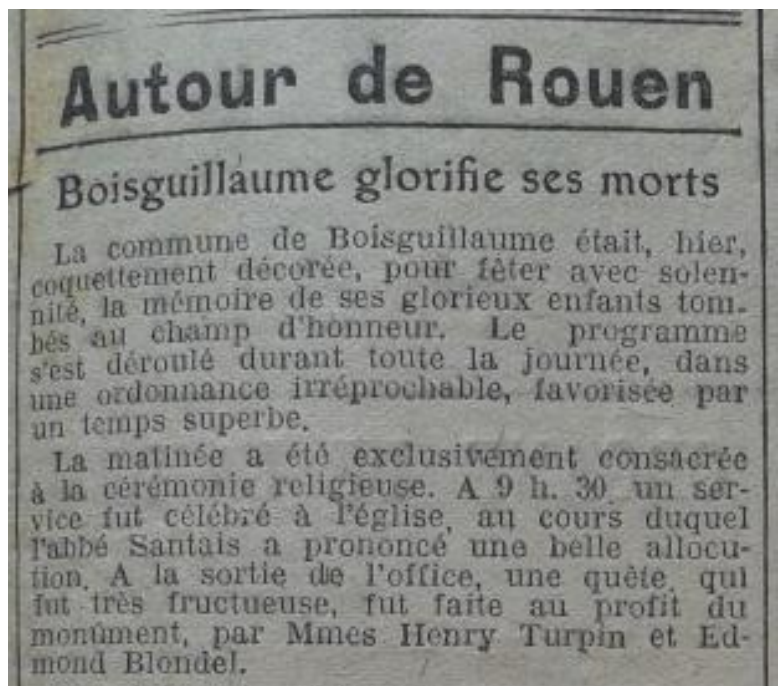 Autour de Rouen
Boisguillaume glorifie ses morts
La commune de Boisguillaume était, hier,
coquettement décorée, pour fêter avec solen-
nité, la mémoire de ses glorieux enfants tom-
bés au champ d'honneur. Le programme
s'est déroulé durant toute la journée, dans
une ordonnance irréprochable, favorisée par
un temps superbe.
La matinée a été exclusivement consacrée
à la cérémonie religieuse. A 9 h. 30, un ser-
vice fut célébré à l'église, au cours duquel
l'abbé Santais a prononcé une belle allocu-
tion. A la sortie de l'office, une quête, qui
fut très fructueuse, fut faite au profit du
monument, par Mmes Henry Turpin et Ed-
mond Blondel.